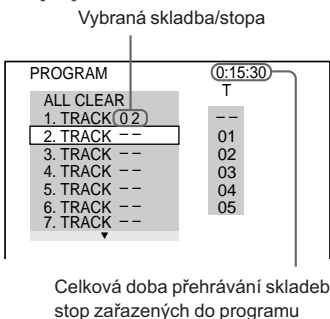 Vybraná skladba/stopa
PROGRAM 0:15:30
T
ALL CLEAR
1. TRACK 0 2 – –
2. TRACK – – 01
3. TRACK – – 02
4. TRACK – – 03
5. TRACK – – 04
6. TRACK – – 05
7. TRACK – –
Celková doba přehrávání skladeb
stop zařazených do programu